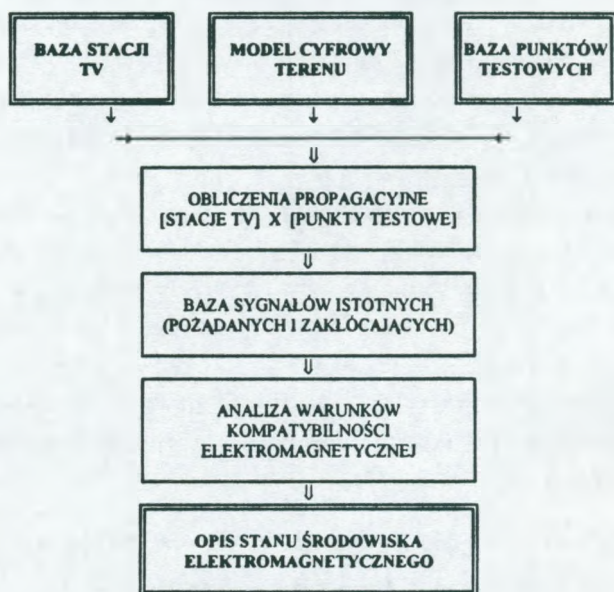 BAZA STACJI
TV
MODEL CYFROWY
TERENU
BAZA PUNKTÓW
TESTOWYCH
OBLICZENIA PROPAGACYJNE
[STACJE TV] X [PUNKTY TESTOWE]
BAZA SYGNAŁÓW ISTOTNYCH
(POŻĄDANYCH I ZAKŁÓCAJĄCYCH)
ANALIZA WARUNKÓW
KOMPATYBILNOŚCI
ELEKTROMAGNETYCZNEJ
OPIS STANU ŚRODOWISKA
ELEKTROMAGNETYCZNEGO